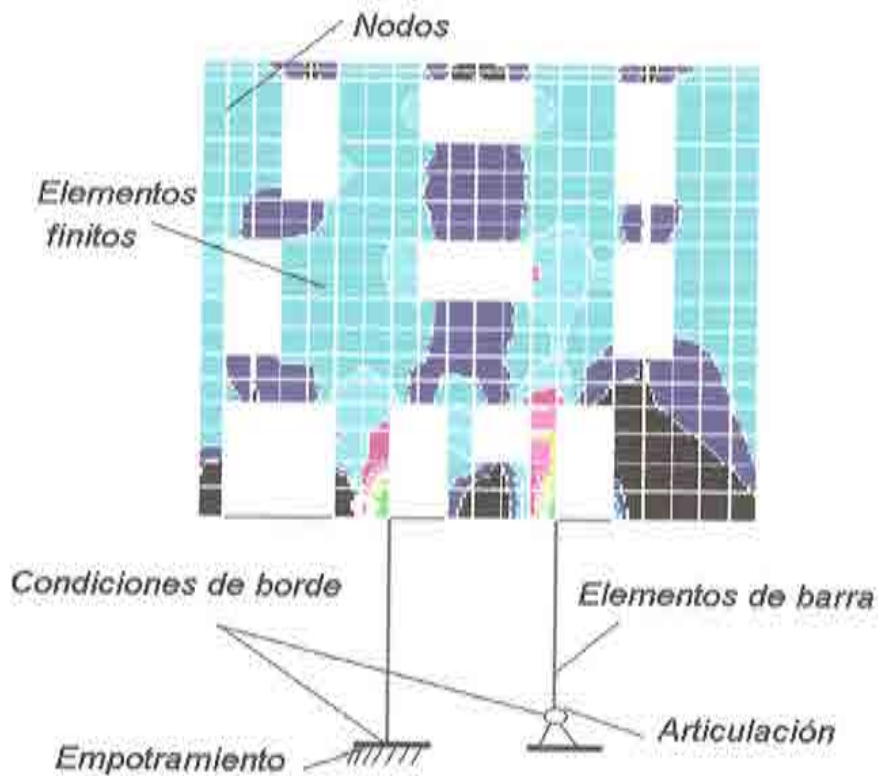 Nodos
Elementos
finitos
Condiciones de borde
Elementos de barra
Articulación
Empotramiento